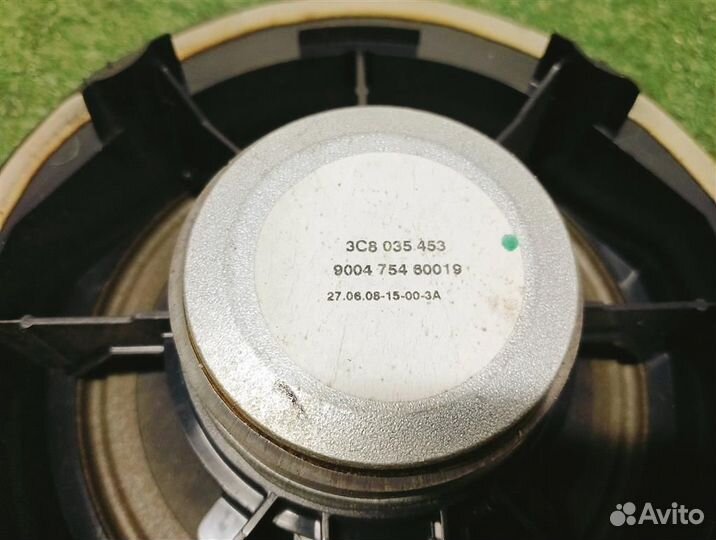 3C8 035 453
9004 754 60019
27.06.08-15-00-3A
Avito